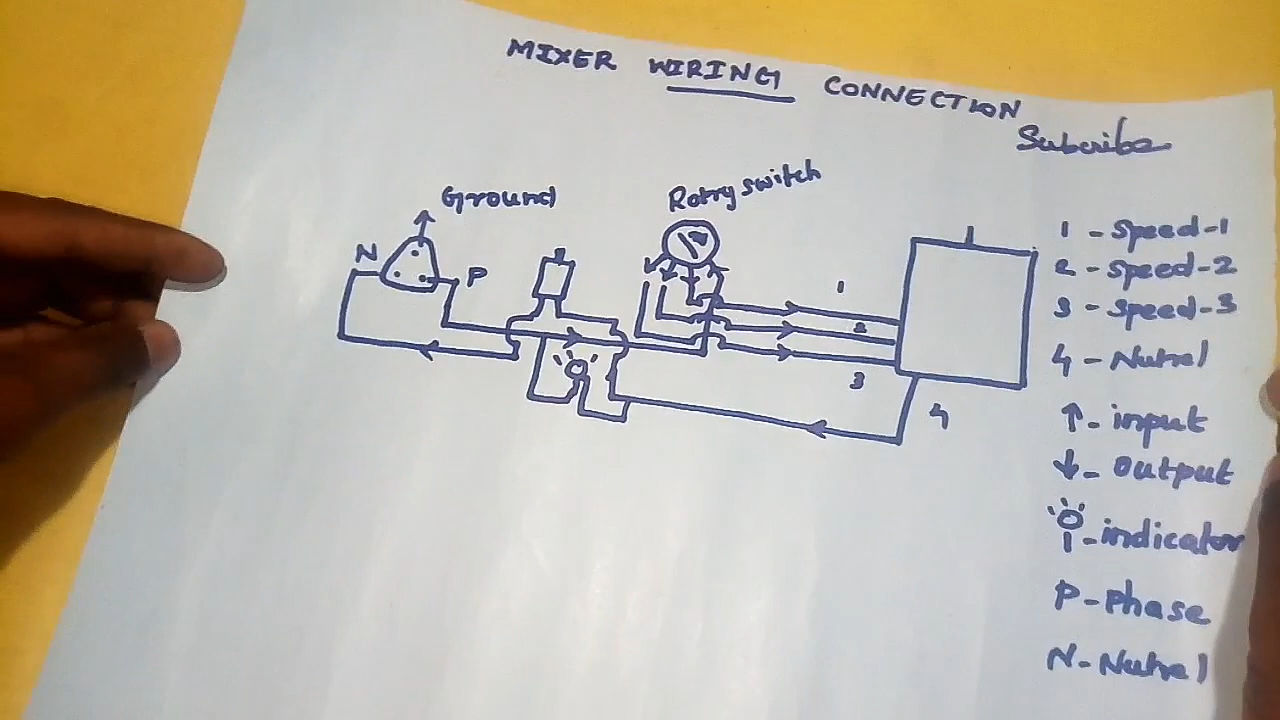 MIXER WIRING CONNECTION
Subcribe
Ground
Rotry switch
N
P
1
2
3
4
1 - Speed-1
2 - Speed-2
3 - Speed-3
4 - Nutrel
↑ - input
↓ - Output
- indicator
P - Phase
N - Nutrel